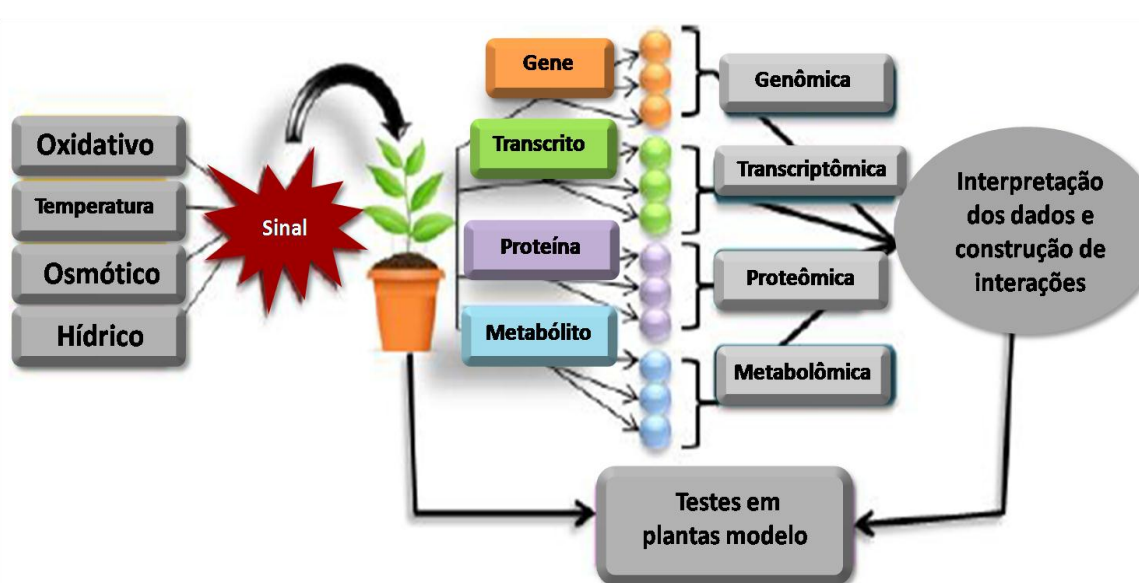 Oxidativo
Temperatura
Osmótico
Hídrico
Sinal
Gene
Transcrito
Proteína
Metabólito
Genômica
Transcriptômica
Proteômica
Metabolômica
Interpretação
dos dados e
construção de
interações
Testes em
plantas modelo